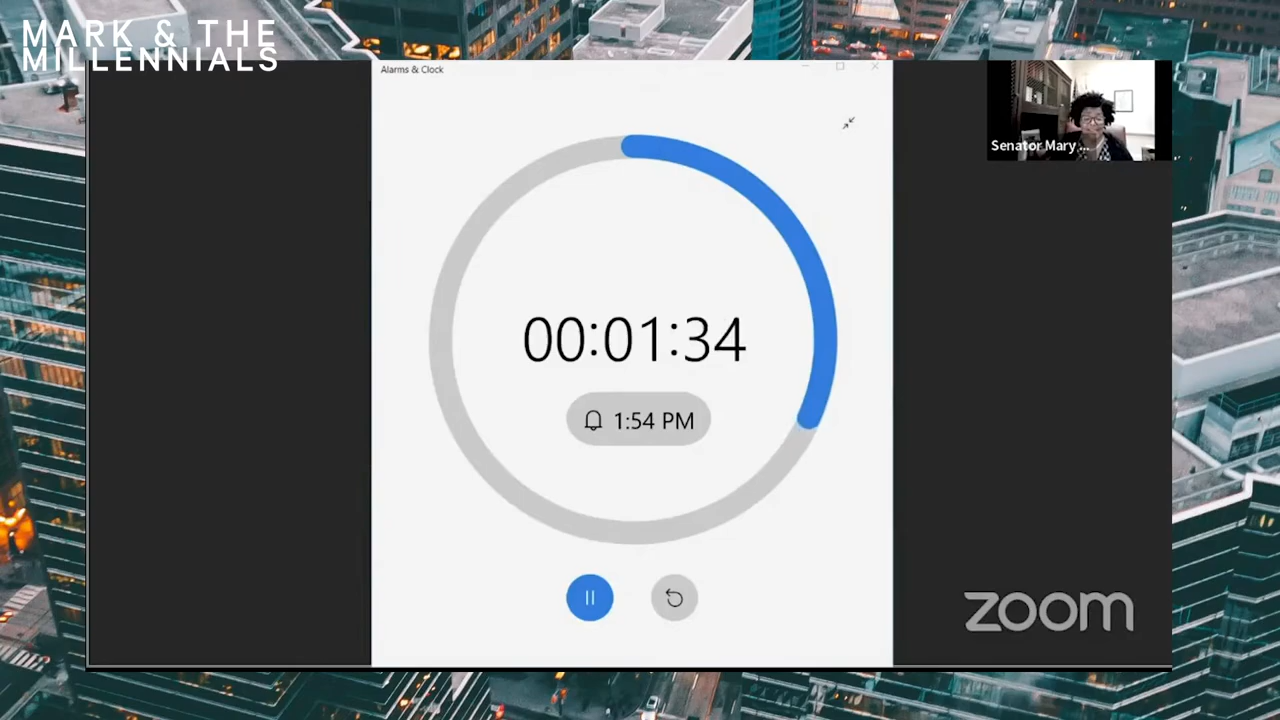 MARK & THE
MILLENNIALS
Alarms & Clock
Senator Mary ...
00:01:34
1:54 PM
zoom